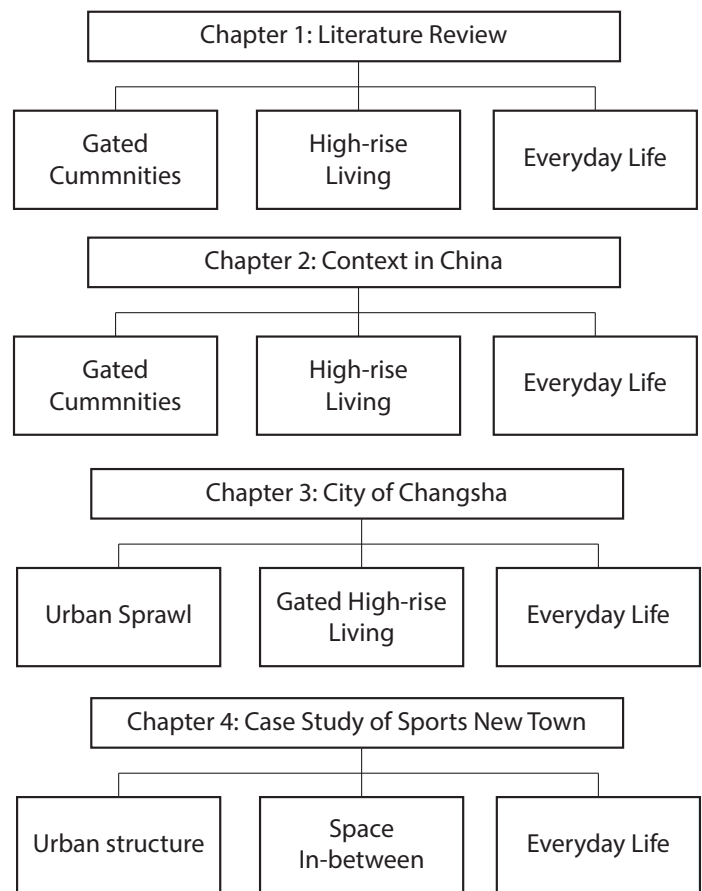 Chapter 1: Literature Review
Gated
Cummnities
High-rise
Living
Everyday Life
Chapter 2: Context in China
Gated
Cummnities
High-rise
Living
Everyday Life
Chapter 3: City of Changsha
Urban Sprawl
Gated High-rise
Living
Everyday Life
Chapter 4: Case Study of Sports New Town
Urban structure
Space
In-between
Everyday Life